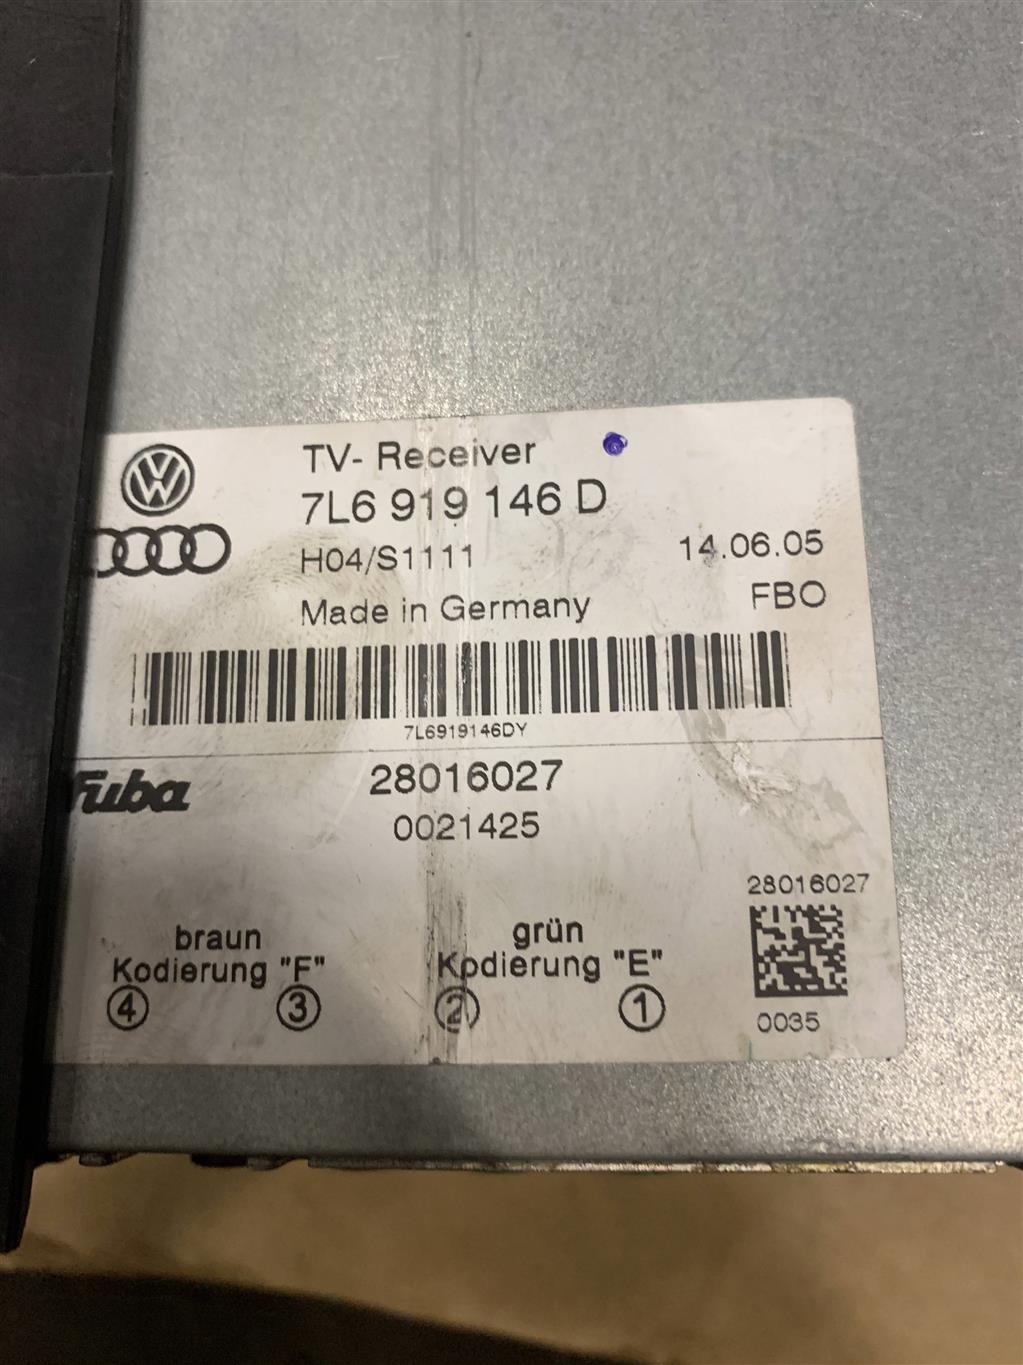 TV- Receiver
7L6 919 146 D
H04/S1111
14.06.05
Made in Germany
FBO
7L6919146DY
fuba
28016027
0021425
28016027
braun
Kodierung "F"
grün
Kodierung "E"
4 3 2 1
0035